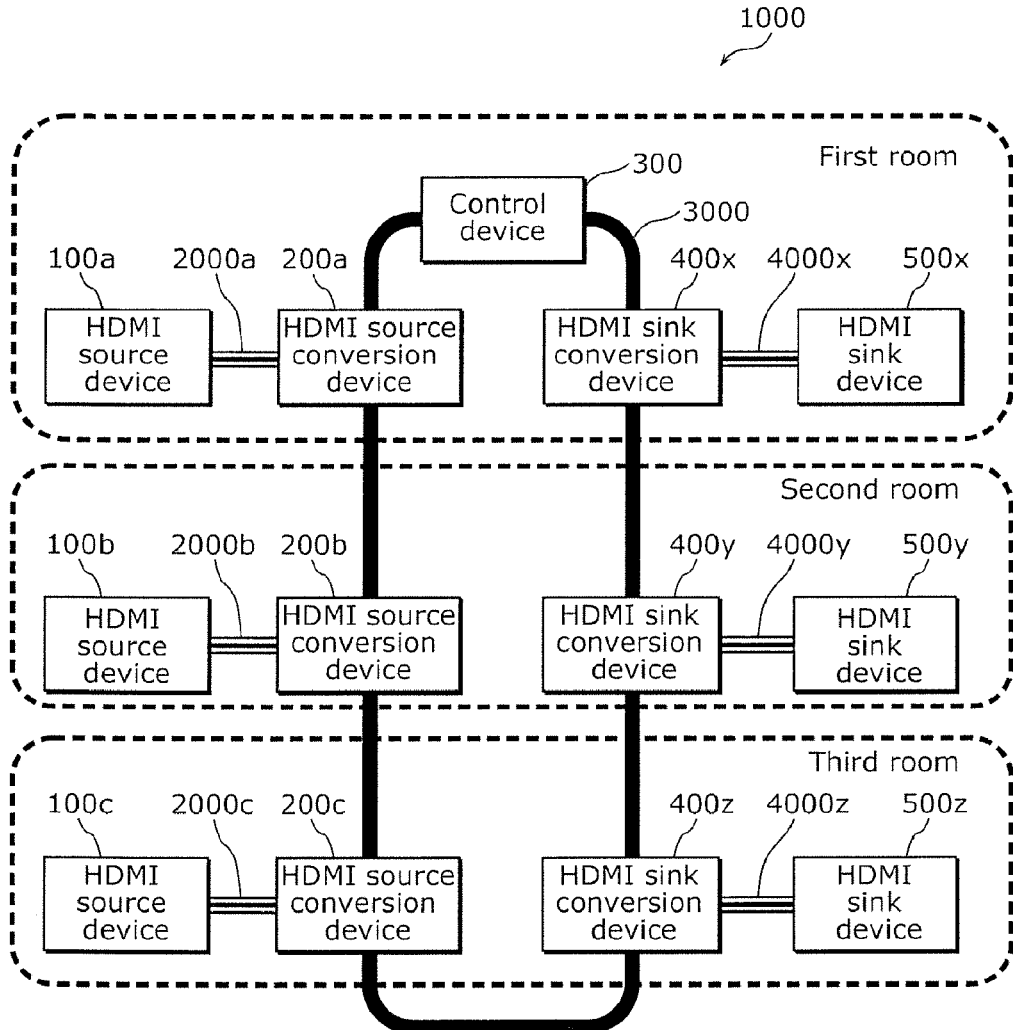 1000
First room
300
Control
device
3000
100a
2000a
200a
400x
4000x
500x
HDMI
source
device
HDMI source
conversion
device
HDMI sink
conversion
device
HDMI
sink
device
Second room
100b
2000b
200b
400y
4000y
500y
HDMI
source
device
HDMI source
conversion
device
HDMI sink
conversion
device
HDMI
sink
device
Third room
100c
2000c
200c
400z
4000z
500z
HDMI
source
device
HDMI source
conversion
device
HDMI sink
conversion
device
HDMI
sink
device